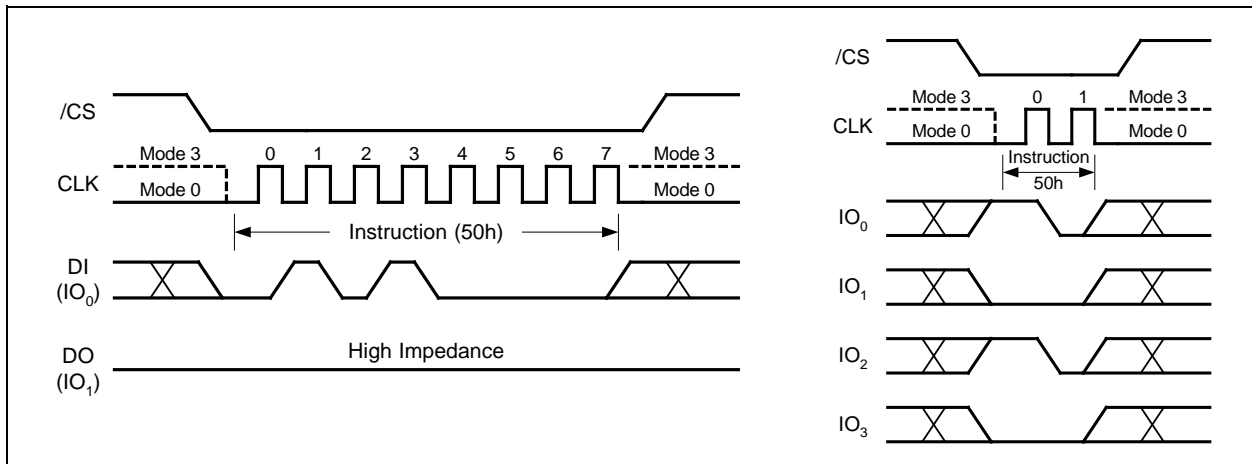 /CS
Mode 3 0 1 2 3 4 5 6 7 Mode 3
CLK
Mode 0 Mode 0
Instruction (50h)
DI
(IO0)
High Impedance
DO
(IO1)
/CS
Mode 3 0 1 Mode 3
CLK
Mode 0 Mode 0
Instruction
50h
IO0
IO1
IO2
IO3